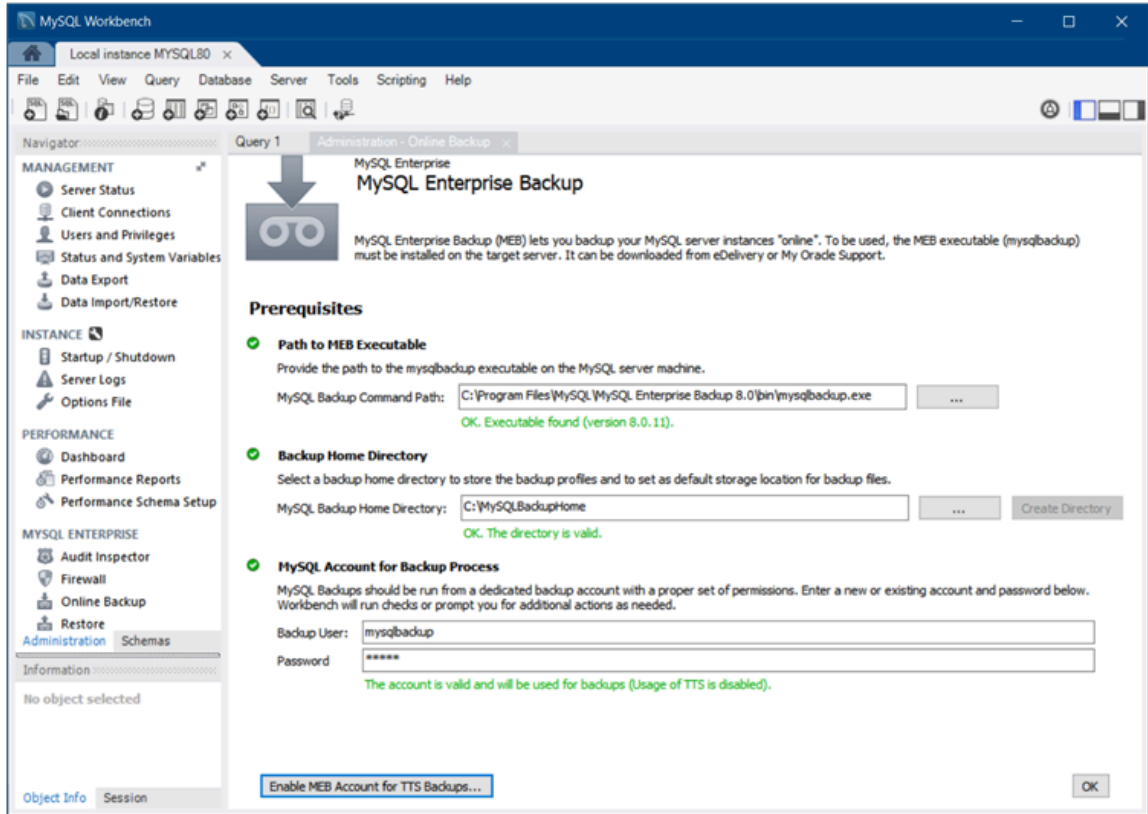 MySQL Workbench
Local instance MYSQL80
File Edit View Query Database Server Tools Scripting Help
Navigator
Query 1
Administration - Online Backup
MANAGEMENT
Server Status
Client Connections
Users and Privileges
Status and System Variables
Data Export
Data Import/Restore
INSTANCE
Startup / Shutdown
Server Logs
Options File
PERFORMANCE
Dashboard
Performance Reports
Performance Schema Setup
MYSQL ENTERPRISE
Audit Inspector
Firewall
Online Backup
Restore
Administration Schemas
Information
No object selected
Object Info Session
MySQL Enterprise
MySQL Enterprise Backup
MySQL Enterprise Backup (MEB) lets you backup your MySQL server instances "online". To be used, the MEB executable (mysqlbackup)
must be installed on the target server. It can be downloaded from eDelivery or My Oracle Support.
Prerequisites
Path to MEB Executable
Provide the path to the mysqlbackup executable on the MySQL server machine.
MySQL Backup Command Path: C:\Program Files\MySQL\MySQL Enterprise Backup 8.0\bin\mysqlbackup.exe ...
OK. Executable found (version 8.0.11).
Backup Home Directory
Select a backup home directory to store the backup profiles and to set as default storage location for backup files.
MySQL Backup Home Directory: C:\MySQLBackupHome ... Create Directory
OK. The directory is valid.
MySQL Account for Backup Process
MySQL Backups should be run from a dedicated backup account with a proper set of permissions. Enter a new or existing account and password below.
Workbench will run checks or prompt you for additional actions as needed.
Backup User: mysqlbackup
Password *****
The account is valid and will be used for backups (Usage of TTS is disabled).
Enable MEB Account for TTS Backups... OK